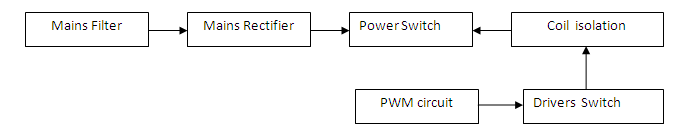 Mains Filter
Mains Rectifier
Power Switch
Coil isolation
PWM circuit
Drivers Switch